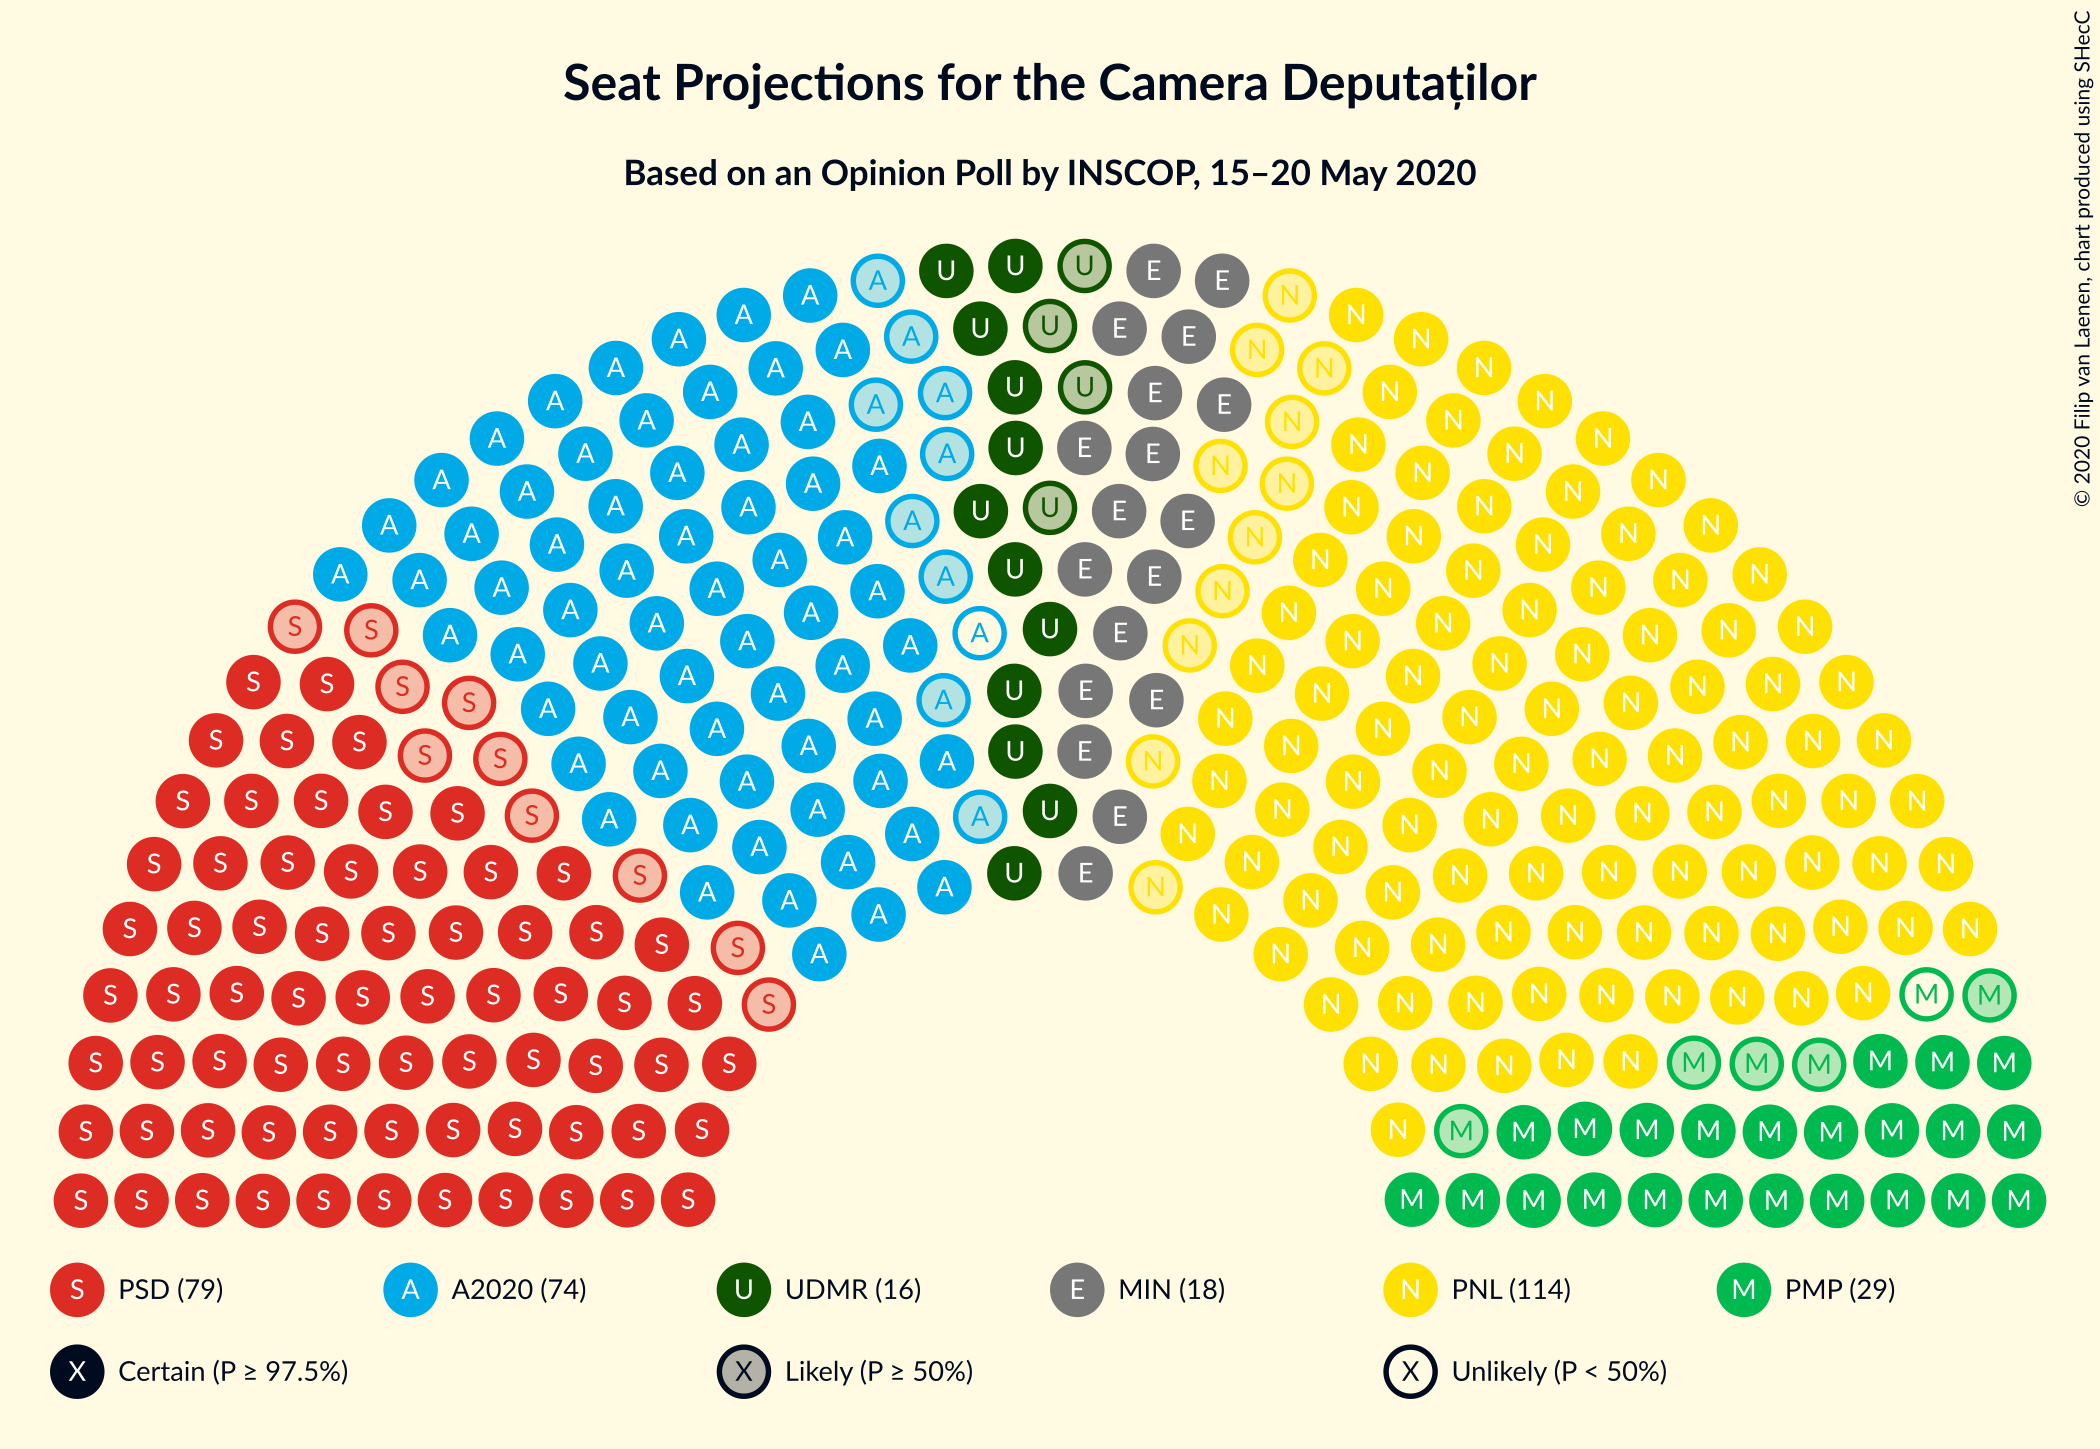 Seat Projections for the Camera Deputaților
Based on an Opinion Poll by INSCOP, 15–20 May 2020
© 2020 Filip van Laenen, chart produced using SHecC
S PSD (79)
A A2020 (74)
U UDMR (16)
E MIN (18)
N PNL (114)
M PMP (29)
X Certain (P ≥ 97.5%)
X Likely (P ≥ 50%)
X Unlikely (P < 50%)